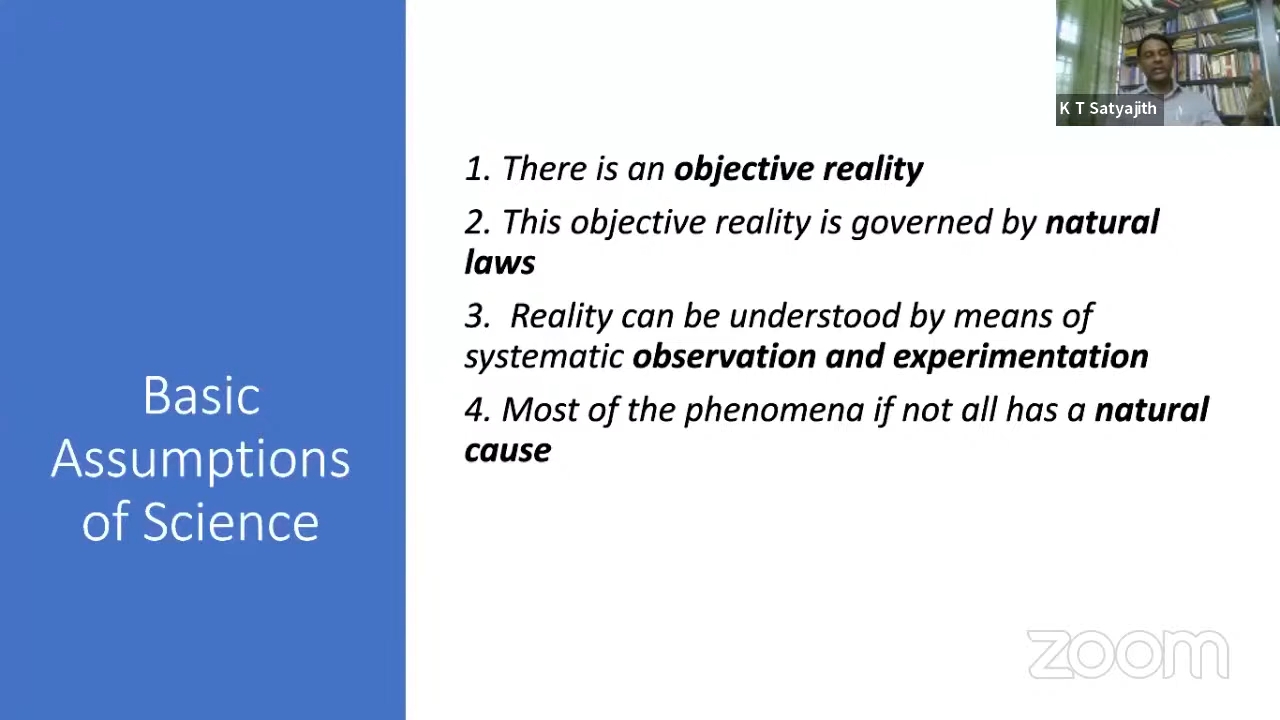 K T Satyajith
1. There is an objective reality
2. This objective reality is governed by natural
laws
3. Reality can be understood by means of
systematic observation and experimentation
4. Most of the phenomena if not all has a natural
cause
Basic
Assumptions
of Science
zoom